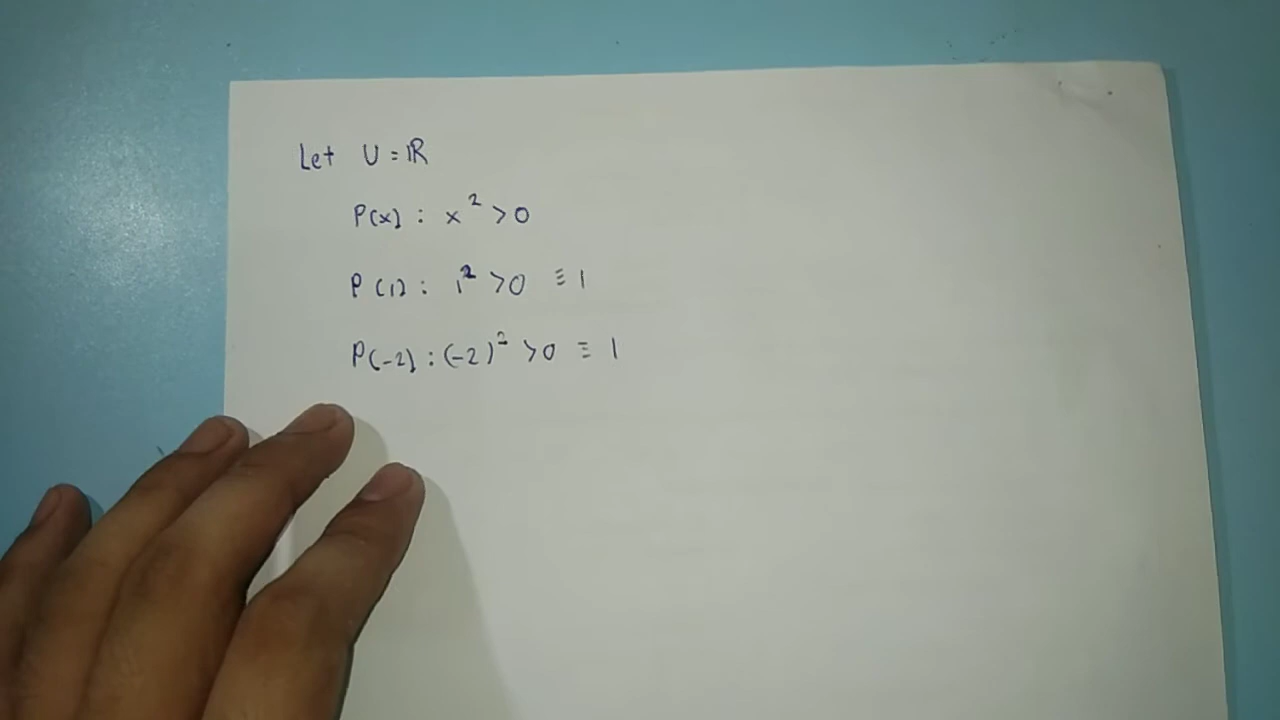 Let U = ℝ
P(x) : x² > 0
P(1) : 1² > 0 ≡ 1
P(-2) : (-2)² > 0 ≡ 1